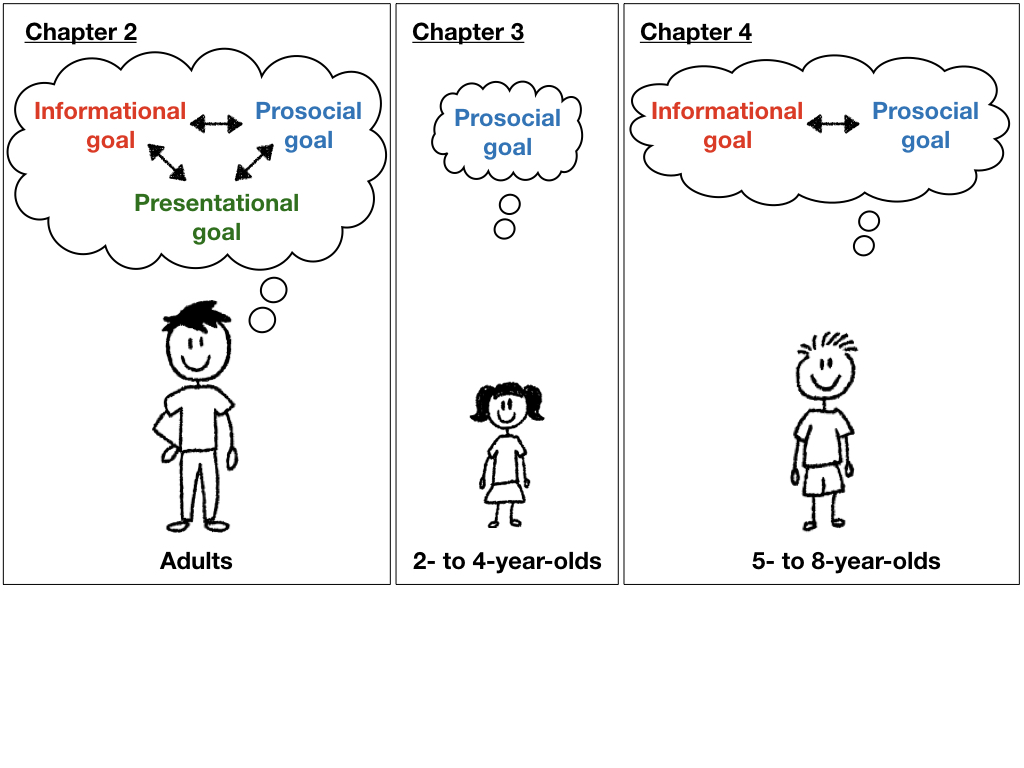 Chapter 2
Informational
goal
Prosocial
goal
Presentational
goal
Adults
Chapter 3
Prosocial
goal
2- to 4-year-olds
Chapter 4
Informational
goal
Prosocial
goal
5- to 8-year-olds